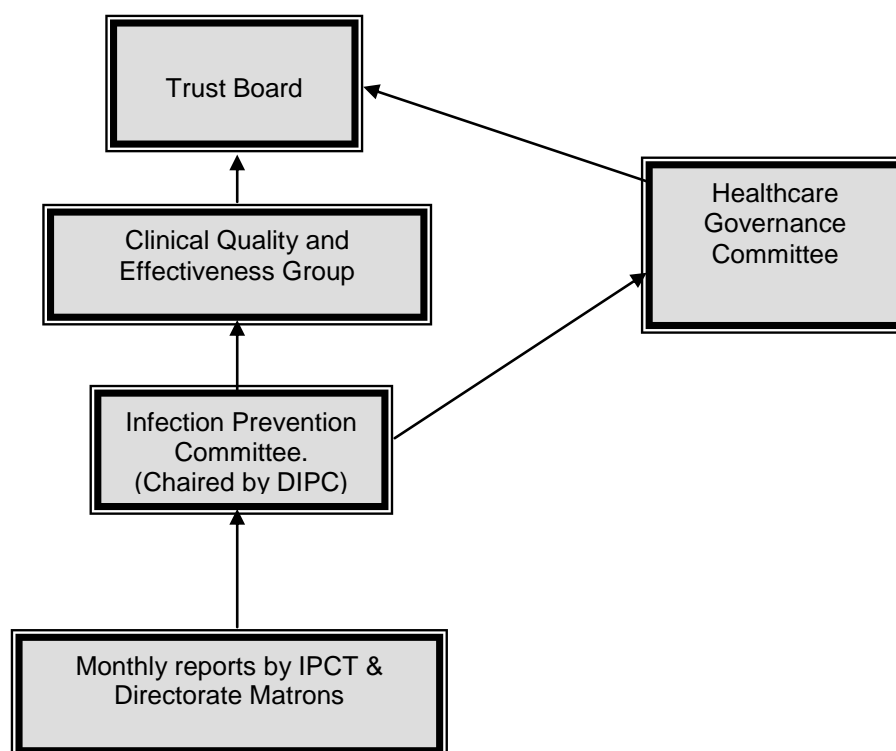 Trust Board
Healthcare
Governance
Committee
Clinical Quality and
Effectiveness Group
Infection Prevention
Committee.
(Chaired by DIPC)
Monthly reports by IPCT &
Directorate Matrons